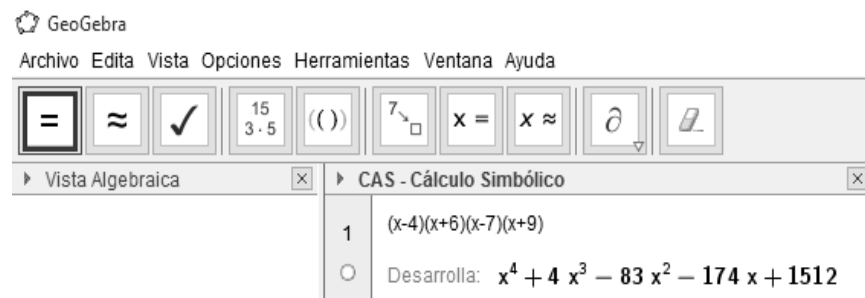 GeoGebra
Archivo Edita Vista Opciones Herramientas Ventana Ayuda
= ≈ ✓ 15 3 · 5 (( )) 7 x = x ≈ ∂
Vista Algebraica
CAS - Cálculo Simbólico
1 (x-4)(x+6)(x-7)(x+9)
Desarrolla: x⁴ + 4 x³ − 83 x² − 174 x + 1512